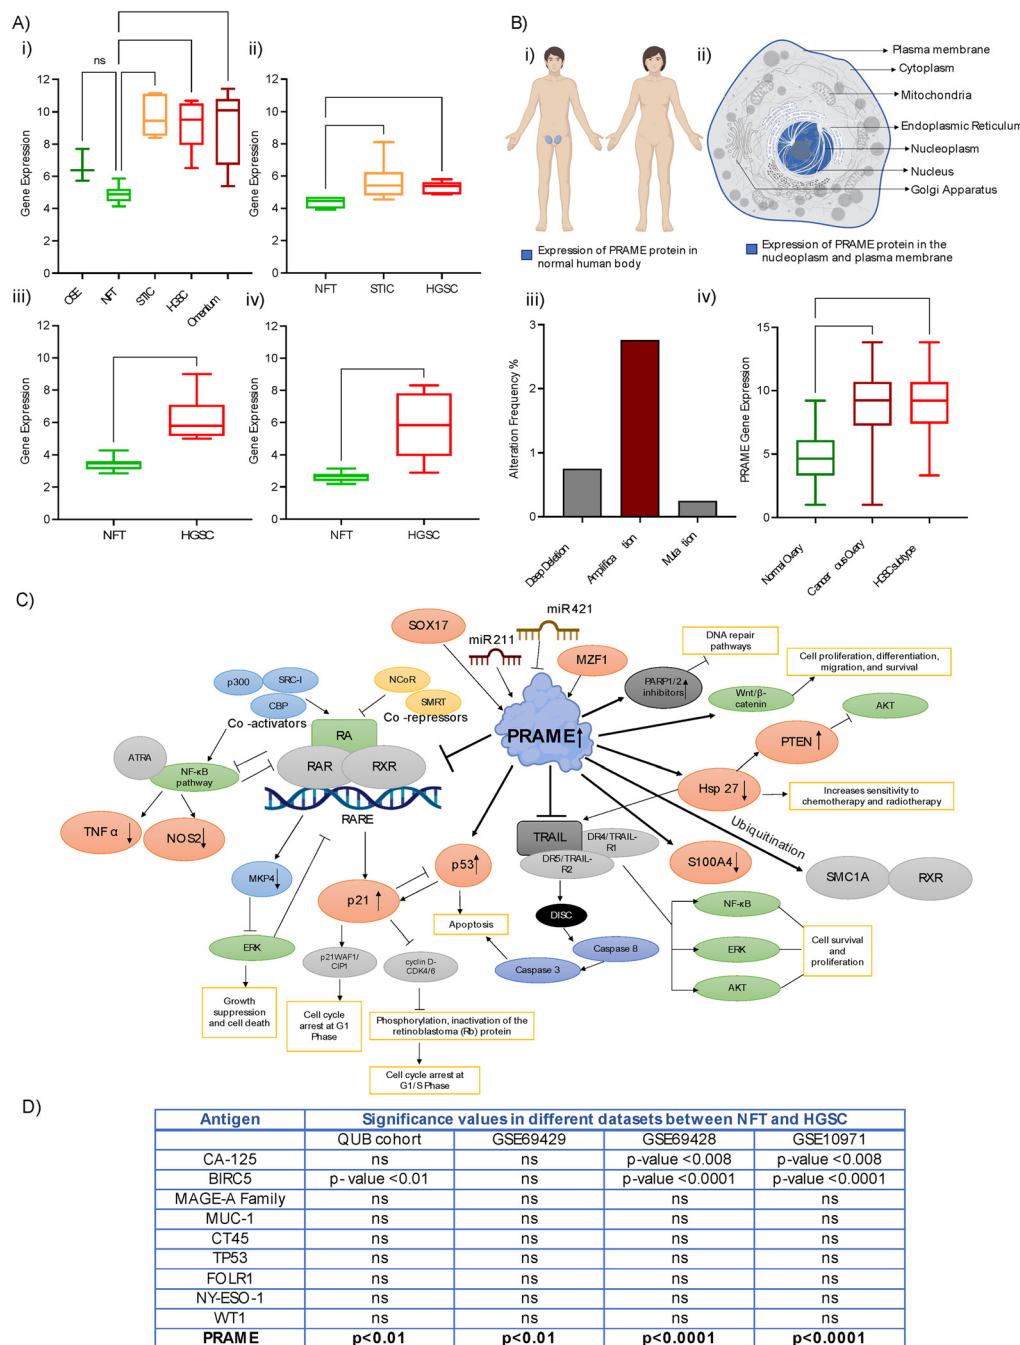 A)
i)
ns
Gene Expression
12
10
8
6
4
2
0
OSE
NFT
STIC
HGSC
Omentum
ii)
Gene Expression
12
10
8
6
4
2
0
NFT STIC HGSC
iii)
Gene Expression
12
10
8
6
4
2
0
NFT HGSC
iv)
Gene Expression
12
10
8
6
4
2
0
NFT HGSC
B)
i)
Expression of PRAME protein in
normal human body
ii)
Plasma membrane
Cytoplasm
Mitochondria
Endoplasmic Reticulum
Nucleoplasm
Nucleus
Golgi Apparatus
Expression of PRAME protein in the
nucleoplasm and plasma membrane
iii)
Alteration Frequency %
3
2
1
0
Deep Deletion
Amplifica tion
Muta tion
iv)
PRAME Gene Expression
15
10
5
0
Normal Ovary
Cancer ous Ovary
HGSC subtype
C)
SOX17
miR211
miR421
MZF1
PRAME
PARP1/2
inhibitors
DNA repair
pathways
Wnt/β-
catenin
Cell proliferation, differentiation,
migration, and survival
AKT
PTEN
Hsp 27
Increases sensitivity to
chemotherapy and radiotherapy
Ubiquitination
SMC1A
RXR
S100A4
p300
SRC-I
CBP
Co -activators
NCoR
SMRT
Co -repressors
RA
RAR
RXR
RARE
ATRA
NF-κB
pathway
TNF α
NOS2
MKP4
ERK
Growth
suppression
and cell death
p21
p53
p21WAF1/
CIP1
Cell cycle
arrest at G1
Phase
cyclin D-
CDK4/6
Phosphorylation, inactivation of the
retinoblastoma (Rb) protein
Cell cycle arrest at
G1/S Phase
Apoptosis
TRAIL
DR4/TRAIL-
R1
DR5/TRAIL-
R2
DISC
Caspase 8
Caspase 3
NF-κB
ERK
AKT
Cell survival
and
proliferation
D)
Antigen Significance values in different datasets between NFT and HGSC
QUB cohort GSE69429 GSE69428 GSE10971
CA-125 ns ns p-value <0.008 p-value <0.008
BIRC5 p- value <0.01 ns p-value <0.0001 p-value <0.0001
MAGE-A Family ns ns ns ns
MUC-1 ns ns ns ns
CT45 ns ns ns ns
TP53 ns ns ns ns
FOLR1 ns ns ns ns
NY-ESO-1 ns ns ns ns
WT1 ns ns ns ns
PRAME p<0.01 p<0.01 p<0.0001 p<0.0001